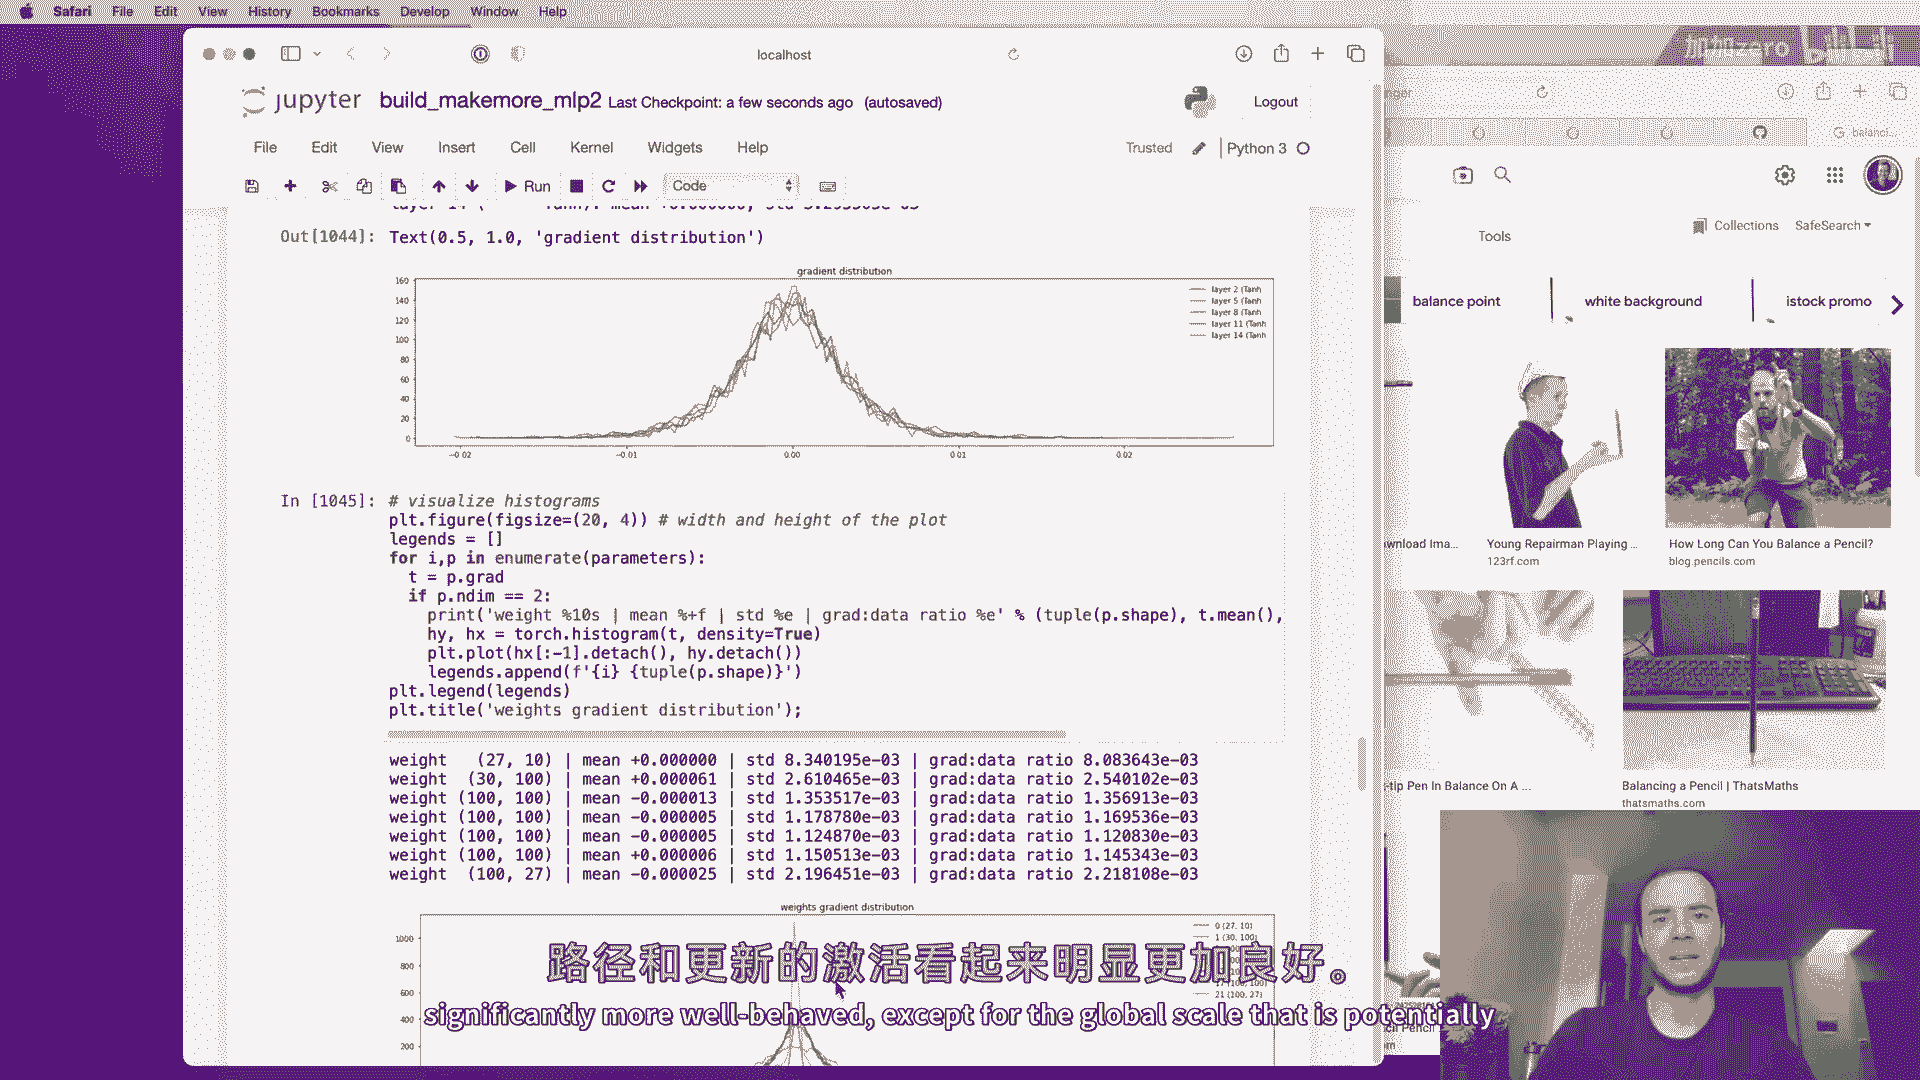 Safari File Edit View History Bookmarks Develop Window Help
加加zero bilibili
localhost
jupyter build_makemore_mlp2 Last Checkpoint: a few seconds ago (autosaved)
Logout
File Edit View Insert Cell Kernel Widgets Help
Trusted Python 3
Run Code
Out[1044]: Text(0.5, 1.0, 'gradient distribution')
gradient distribution
160
140
120
100
80
60
40
20
0
−0.02 −0.01 0.00 0.01 0.02
layer 2 (Tanh
layer 5 (Tanh
layer 8 (Tanh
layer 11 (Tanh
layer 14 (Tanh
In [1045]: # visualize histograms
plt.figure(figsize=(20, 4)) # width and height of the plot
legends = []
for i,p in enumerate(parameters):
t = p.grad
if p.ndim == 2:
print('weight %10s | mean %+f | std %e | grad:data ratio %e' % (tuple(p.shape), t.mean(),
hy, hx = torch.histogram(t, density=True)
plt.plot(hx[:-1].detach(), hy.detach())
legends.append(f'{i} {tuple(p.shape)}')
plt.legend(legends)
plt.title('weights gradient distribution');
weight (27, 10) | mean +0.000000 | std 8.340195e-03 | grad:data ratio 8.083643e-03
weight (30, 100) | mean +0.000061 | std 2.610465e-03 | grad:data ratio 2.540102e-03
weight (100, 100) | mean -0.000013 | std 1.353517e-03 | grad:data ratio 1.356913e-03
weight (100, 100) | mean -0.000005 | std 1.178780e-03 | grad:data ratio 1.169536e-03
weight (100, 100) | mean -0.000005 | std 1.124870e-03 | grad:data ratio 1.120830e-03
weight (100, 100) | mean +0.000006 | std 1.150513e-03 | grad:data ratio 1.145343e-03
weight (100, 27) | mean -0.000025 | std 2.196451e-03 | grad:data ratio 2.218108e-03
weights gradient distribution
1000
800
600
400
200
0 (27, 10)
1 (30, 100)
21 (100, 27)
路径和更新的激活看起来明显更加良好。
significantly more well-behaved, except for the global scale that is potentially
balanci...
Tools
Collections SafeSearch
balance point white background istock promo
Young Repairman Playing ...
123rf.com
How Long Can You Balance a Pencil?
blog.pencils.com
-tip Pen In Balance On A ...
Balancing a Pencil | ThatsMaths
thatsmaths.com